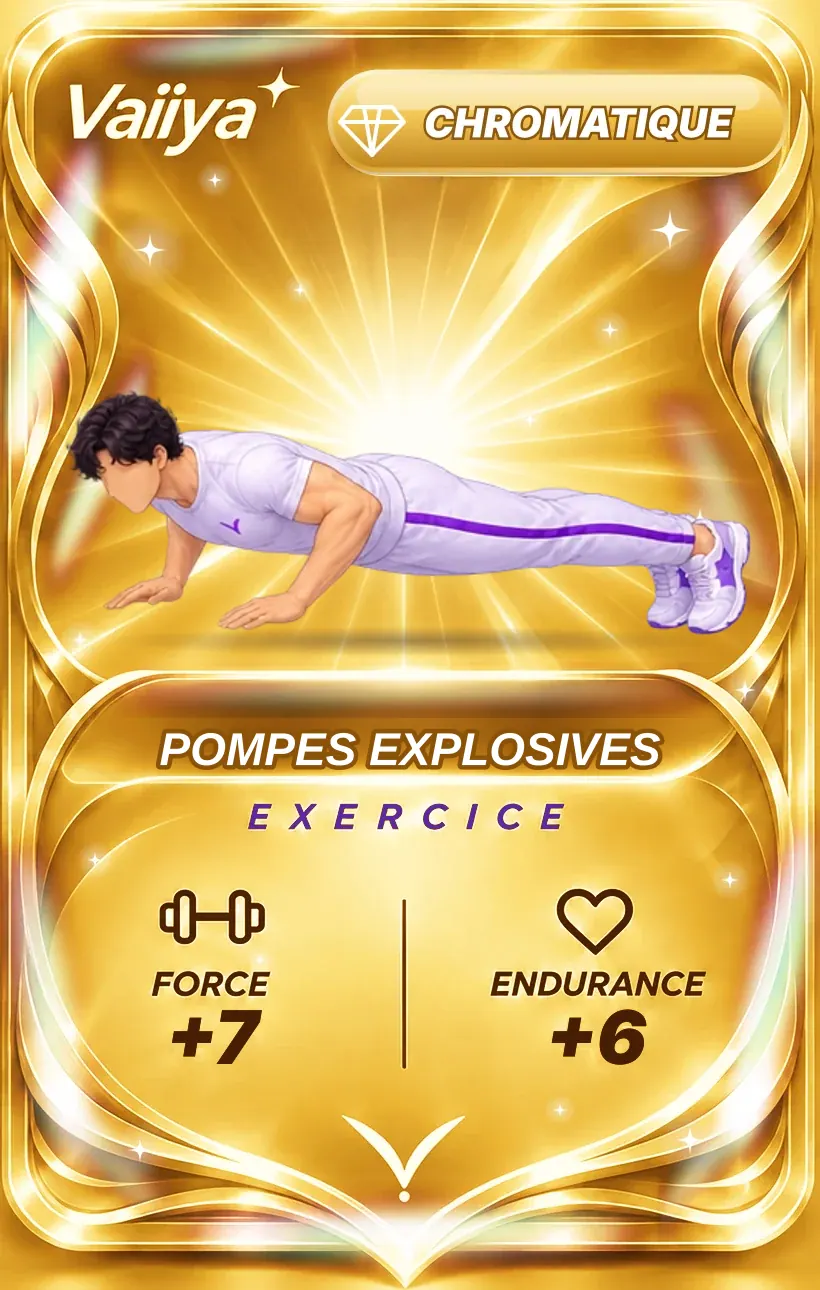 Vaiiya
CHROMATIQUE
POMPES EXPLOSIVES
EXERCICE
FORCE
+7
ENDURANCE
+6